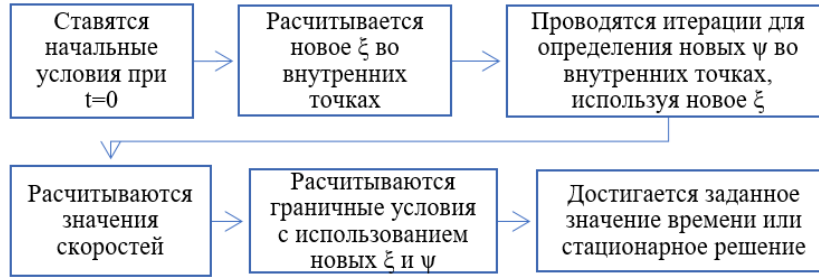 Ставятся
начальные
условия при
t=0
Расчитывается
новое ξ во
внутренних
точках
Проводятся итерации для
определения новых ψ во
внутренних точках,
используя новое ξ
Расчитываются
значения
скоростей
Расчитываются
граничные условия
с использованием
новых ξ и ψ
Достигается заданное
значение времени или
стационарное решение